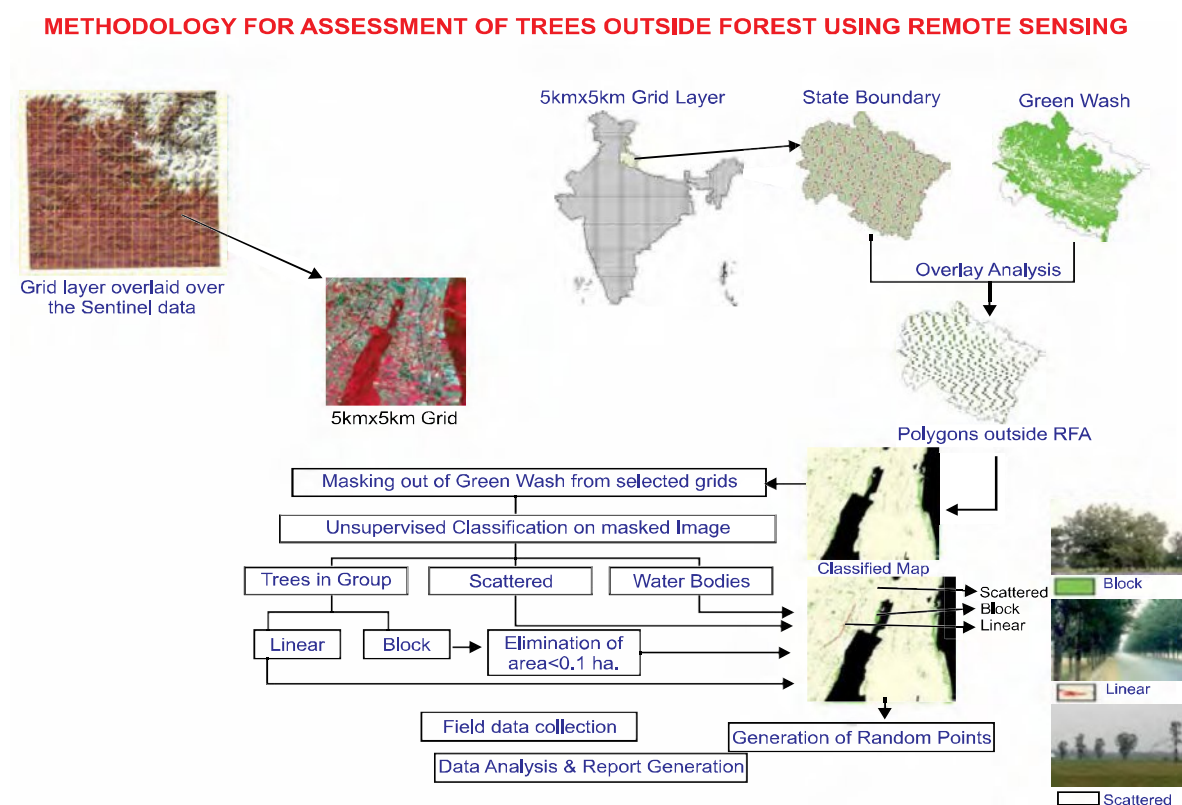 METHODOLOGY FOR ASSESSMENT OF TREES OUTSIDE FOREST USING REMOTE SENSING
5kmx5km Grid Layer
State Boundary
Green Wash
Grid layer overlaid over
the Sentinel data
Overlay Analysis
5kmx5km Grid
Polygons outside RFA
Masking out of Green Wash from selected grids
Unsupervised Classification on masked Image
Classified Map
Trees in Group
Scattered
Water Bodies
Scattered
Block
Linear
Linear
Block
Elimination of
area<0.1 ha.
Field data collection
Generation of Random Points
Data Analysis & Report Generation
Block
Linear
Scattered